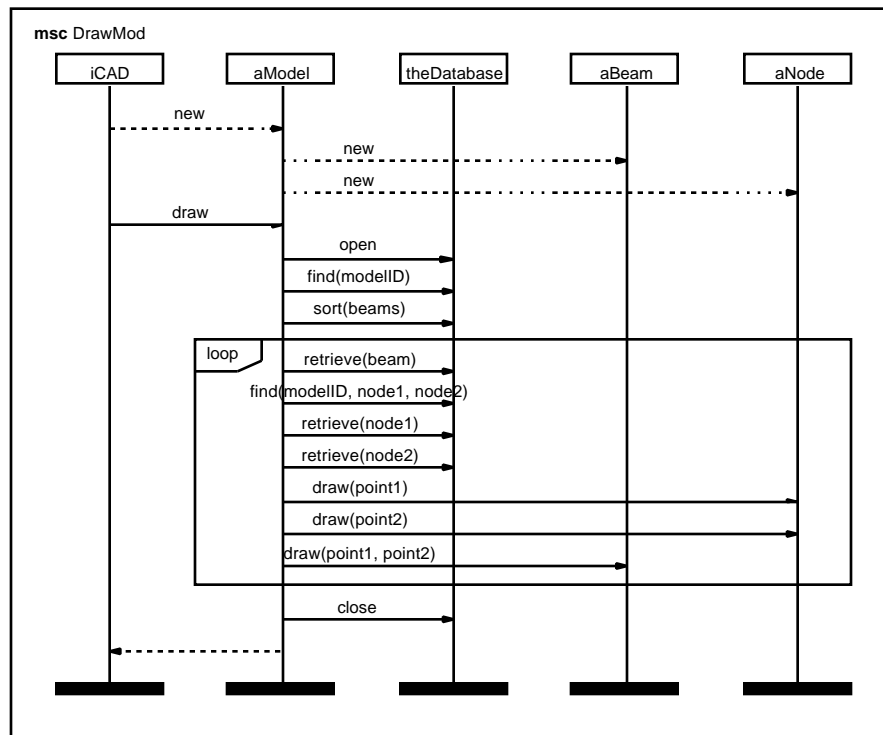 msc DrawMod
iCAD aModel theDatabase aBeam aNode
new
new
new
draw
open
find(modelID)
sort(beams)
loop
retrieve(beam)
find(modelID, node1, node2)
retrieve(node1)
retrieve(node2)
draw(point1)
draw(point2)
draw(point1, point2)
close